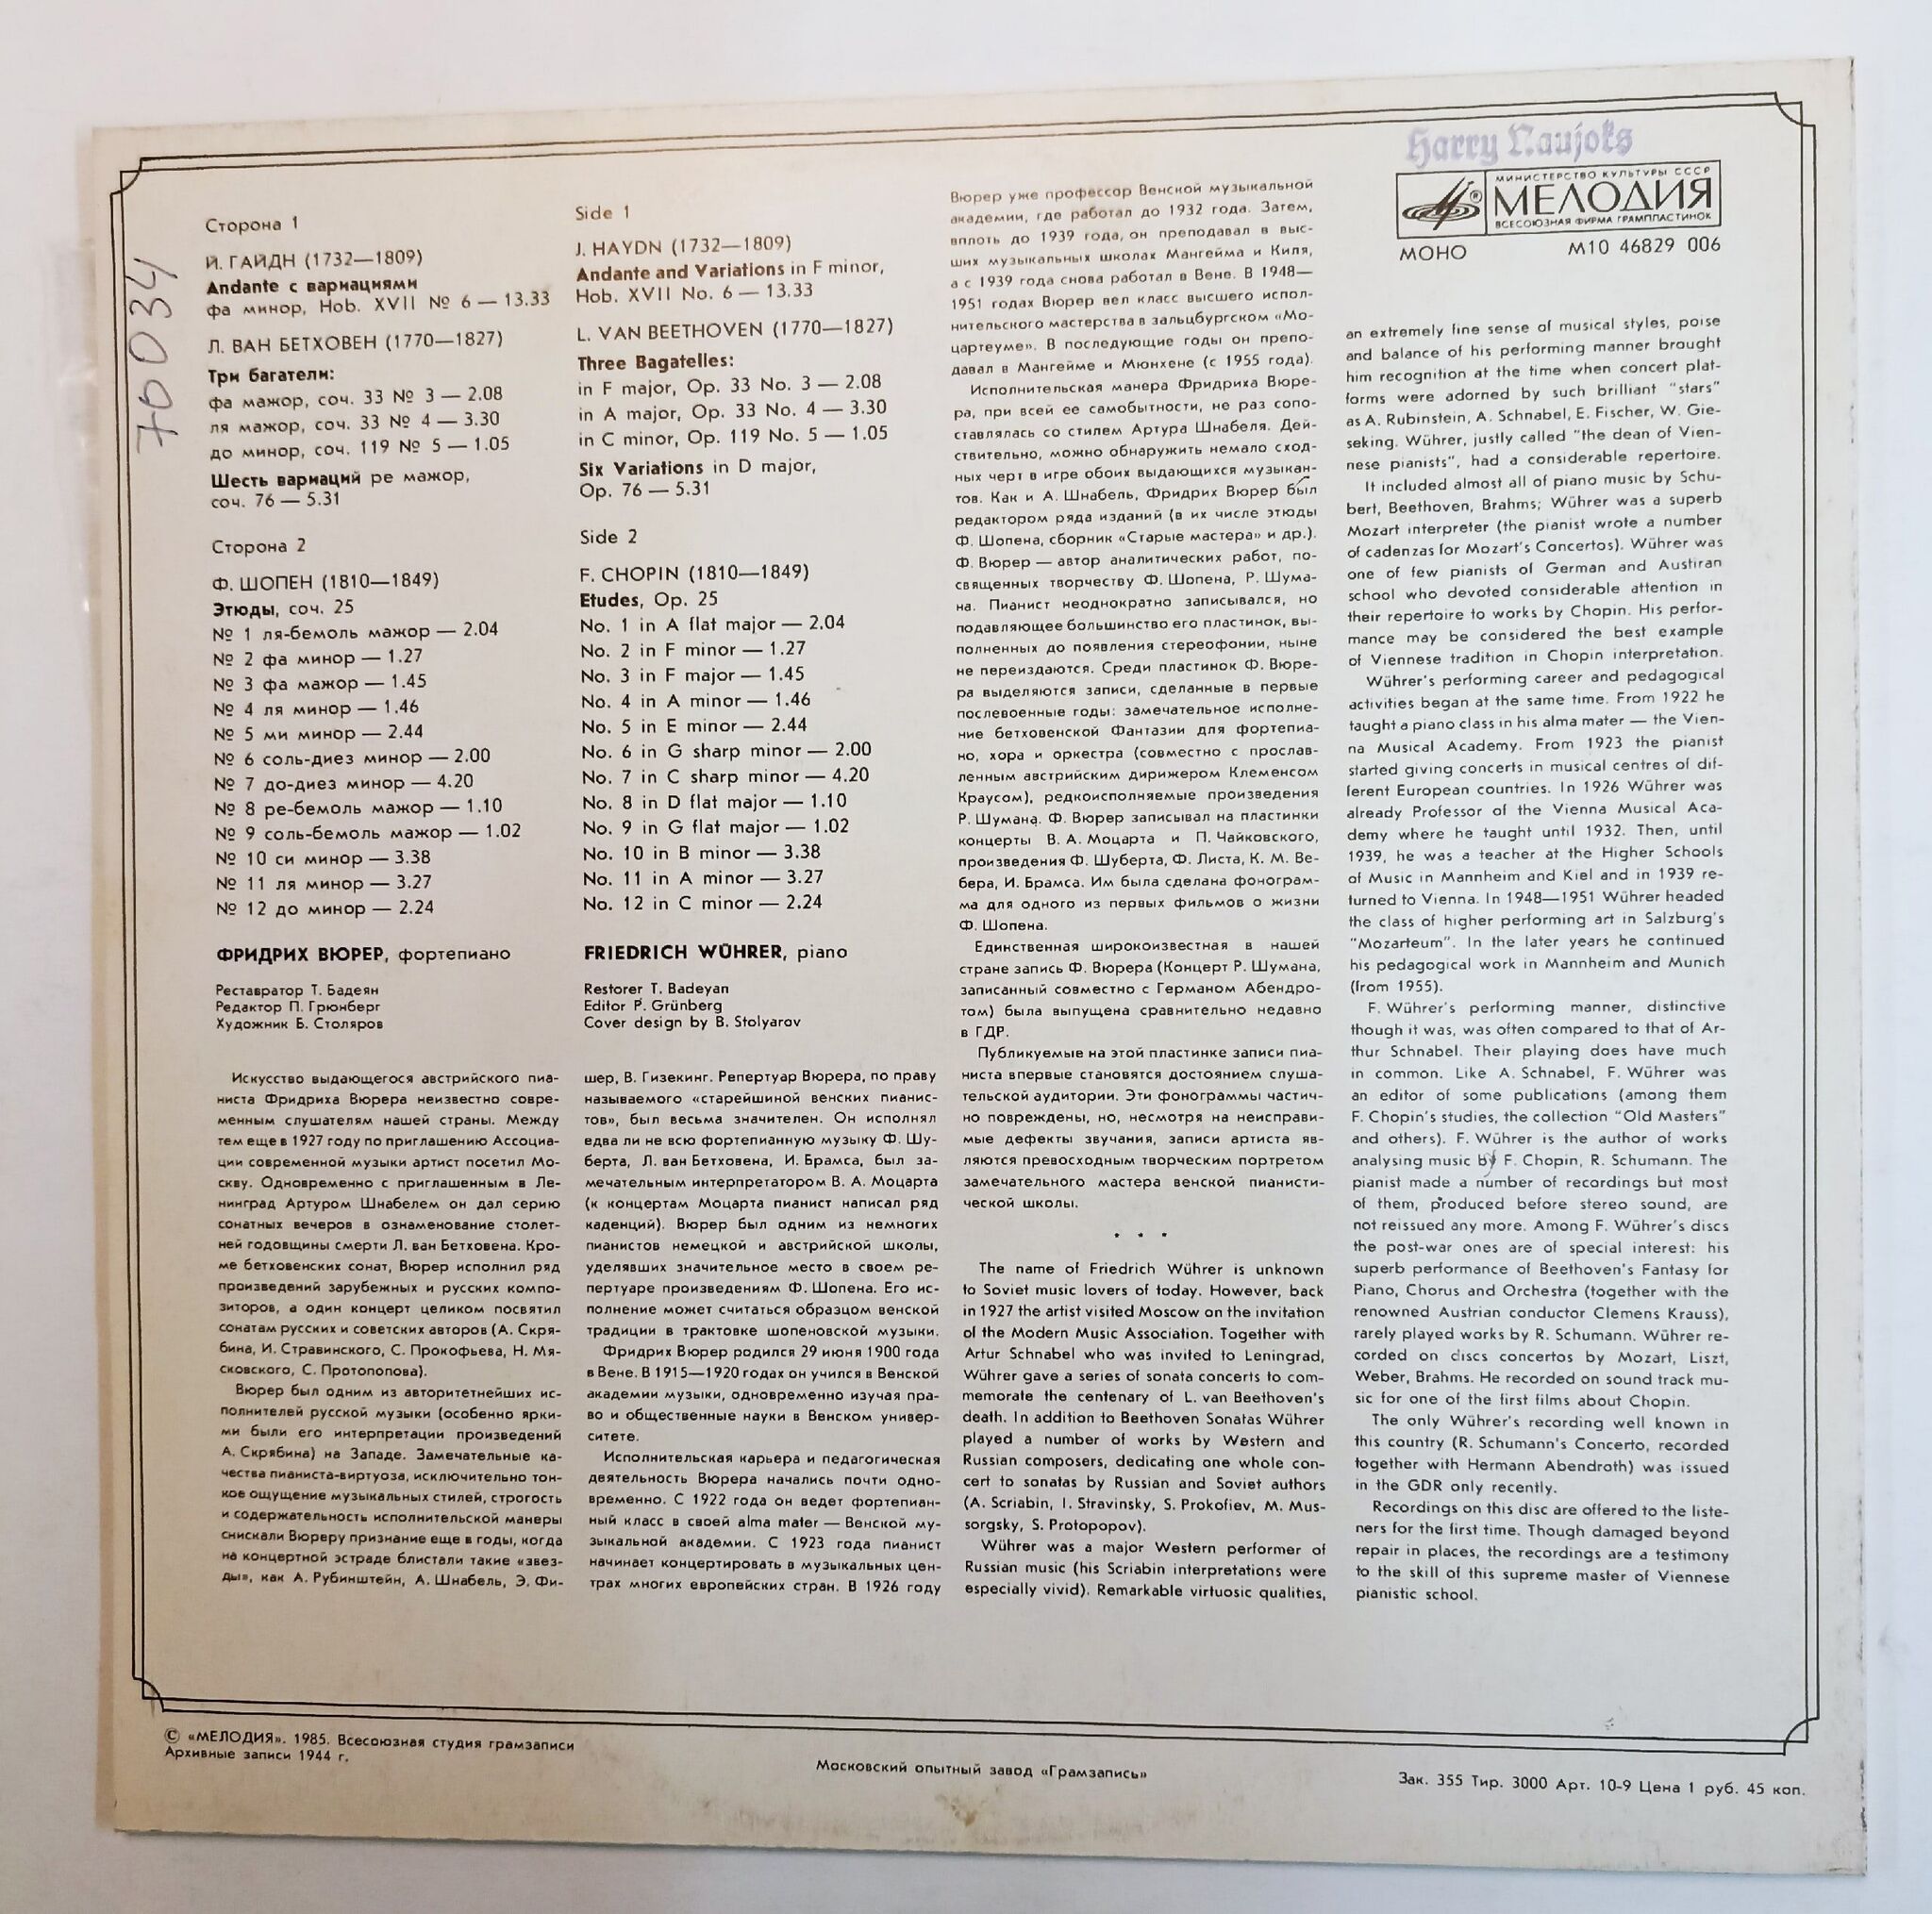 Harry Naujoks
МИНИСТЕРСТВО КУЛЬТУРЫ СССР
МЕЛОДИЯ
ВСЕСОЮЗНАЯ ФИРМА ГРАМПЛАСТИНОК
МОНО М10 46829 006
76034
Сторона 1
Й. ГАЙДН (1732—1809)
Andante с вариациями
фа минор, Hob. XVII № 6 — 13.33
Л. ВАН БЕТХОВЕН (1770—1827)
Три багатели:
фа мажор, соч. 33 № 3 — 2.08
ля мажор, соч. 33 № 4 — 3.30
до минор, соч. 119 № 5 — 1.05
Шесть вариаций ре мажор,
соч. 76 — 5.31
Сторона 2
Ф. ШОПЕН (1810—1849)
Этюды, соч. 25
№ 1 ля-бемоль мажор — 2.04
№ 2 фа минор — 1.27
№ 3 фа мажор — 1.45
№ 4 ля минор — 1.46
№ 5 ми минор — 2.44
№ 6 соль-диез минор — 2.00
№ 7 до-диез минор — 4.20
№ 8 ре-бемоль мажор — 1.10
№ 9 соль-бемоль мажор — 1.02
№ 10 си минор — 3.38
№ 11 ля минор — 3.27
№ 12 до минор — 2.24
ФРИДРИХ ВЮРЕР, фортепиано
Реставратор Т. Бадеян
Редактор П. Грюнберг
Художник Б. Столяров
Side 1
J. HAYDN (1732—1809)
Andante and Variations in F minor,
Hob. XVII No. 6 — 13.33
L. VAN BEETHOVEN (1770—1827)
Three Bagatelles:
in F major, Op. 33 No. 3 — 2.08
in A major, Op. 33 No. 4 — 3.30
in C minor, Op. 119 No. 5 — 1.05
Six Variations in D major,
Op. 76 — 5.31
Side 2
F. CHOPIN (1810—1849)
Etudes, Op. 25
No. 1 in A flat major — 2.04
No. 2 in F minor — 1.27
No. 3 in F major — 1.45
No. 4 in A minor — 1.46
No. 5 in E minor — 2.44
No. 6 in G sharp minor — 2.00
No. 7 in C sharp minor — 4.20
No. 8 in D flat major — 1.10
No. 9 in G flat major — 1.02
No. 10 in B minor — 3.38
No. 11 in A minor — 3.27
No. 12 in C minor — 2.24
FRIEDRICH WÜHRER, piano
Restorer T. Badeyan
Editor P. Grünberg
Cover design by B. Stolyarov
Искусство выдающегося австрийского пиа-
ниста Фридриха Вюрера неизвестно совре-
менным слушателям нашей страны. Между
тем еще в 1927 году по приглашению Ассоциа-
ции современной музыки артист посетил Мо-
скву. Одновременно с приглашенным в Ле-
нинград Артуром Шнабелем он дал серию
сонатных вечеров в ознаменование столет-
ней годовщины смерти Л. ван Бетховена. Кро-
ме бетховенских сонат, Вюрер исполнил ряд
произведений зарубежных и русских компо-
зиторов, а один концерт целиком посвятил
сонатам русских и советских авторов (А. Скря-
бина, И. Стравинского, С. Прокофьева, Н. Мя-
сковского, С. Протопопова).
Вюрер был одним из авторитетнейших ис-
полнителей русской музыки (особенно ярки-
ми были его интерпретации произведений
А. Скрябина) на Западе. Замечательные ка-
чества пианиста-виртуоза, исключительно тон-
кое ощущение музыкальных стилей, строгость
и содержательность исполнительской манеры
снискали Вюреру признание еще в годы, когда
на концертной эстраде блистали такие «звез-
ды», как А. Рубинштейн, А. Шнабель, Э. Фи-
шер, В. Гизекинг. Репертуар Вюрера, по праву
называемого «старейшиной венских пианис-
тов», был весьма значителен. Он исполнял
едва ли не всю фортепианную музыку Ф. Шу-
берта, Л. ван Бетховена, И. Брамса, был за-
мечательным интерпретатором В. А. Моцарта
(к концертам Моцарта пианист написал ряд
каденций). Вюрер был одним из немногих
пианистов немецкой и австрийской школы,
уделявших значительное место в своем ре-
пертуаре произведениям Ф. Шопена. Его ис-
полнение может считаться образцом венской
традиции в трактовке шопеновской музыки.
Фридрих Вюрер родился 29 июня 1900 года
в Вене. В 1915—1920 годах он учился в Венской
академии музыки, одновременно изучая пра-
во и общественные науки в Венском универ-
ситете.
Исполнительская карьера и педагогическая
деятельность Вюрера начались почти одно-
временно. С 1922 года он ведет фортепиан-
ный класс в своей alma mater — Венской му-
зыкальной академии. С 1923 года пианист
начинает концертировать в музыкальных цен-
трах многих европейских стран. В 1926 году
Вюрер уже профессор Венской музыкальной
академии, где работал до 1932 года. Затем,
вплоть до 1939 года, он преподавал в выс-
ших музыкальных школах Мангейма и Киля,
а с 1939 года снова работал в Вене. В 1948—
1951 годах Вюрер вел класс высшего испол-
нительского мастерства в зальцбургском «Мо-
цартеуме». В последующие годы он препо-
давал в Мангейме и Мюнхене (с 1955 года).
Исполнительская манера Фридриха Вюре-
ра, при всей ее самобытности, не раз сопо-
ставлялась со стилем Артура Шнабеля. Дей-
ствительно, можно обнаружить немало сход-
ных черт в игре обоих выдающихся музыкан-
тов. Как и А. Шнабель, Фридрих Вюрер был
редактором ряда изданий (в их числе этюды
Ф. Шопена, сборник «Старые мастера» и др.).
Ф. Вюрер — автор аналитических работ, по-
священных творчеству Ф. Шопена, Р. Шума-
на. Пианист неоднократно записывался, но
подавляющее большинство его пластинок, вы-
полненных до появления стереофонии, ныне
не переиздаются. Среди пластинок Ф. Вюре-
ра выделяются записи, сделанные в первые
послевоенные годы: замечательное исполне-
ние бетховенской Фантазии для фортепиа-
но, хора и оркестра (совместно с прослав-
ленным австрийским дирижером Клеменсом
Краусом), редкоисполняемые произведения
Р. Шумана. Ф. Вюрер записывал на пластинки
концерты В. А. Моцарта и П. Чайковского,
произведения Ф. Шуберта, Ф. Листа, К. М. Ве-
бера, И. Брамса. Им была сделана фонограм-
ма для одного из первых фильмов о жизни
Ф. Шопена.
Единственная широкоизвестная в нашей
стране запись Ф. Вюрера (Концерт Р. Шумана,
записанный совместно с Германом Абендро-
том) была выпущена сравнительно недавно
в ГДР.
Публикуемые на этой пластинке записи пиа-
ниста впервые становятся достоянием слуша-
тельской аудитории. Эти фонограммы частич-
но повреждены, но, несмотря на неисправи-
мые дефекты звучания, записи артиста яв-
ляются превосходным творческим портретом
замечательного мастера венской пианисти-
ческой школы.
• • •
The name of Friedrich Wührer is unknown
to Soviet music lovers of today. However, back
in 1927 the artist visited Moscow on the invitation
of the Modern Music Association. Together with
Artur Schnabel who was invited to Leningrad,
Wührer gave a series of sonata concerts to com-
memorate the centenary of L. van Beethoven's
death. In addition to Beethoven Sonatas Wührer
played a number of works by Western and
Russian composers, dedicating one whole con-
cert to sonatas by Russian and Soviet authors
(A. Scriabin, I. Stravinsky, S. Prokofiev, M. Mus-
sorgsky, S. Protopopov).
Wührer was a major Western performer of
Russian music (his Scriabin interpretations were
especially vivid). Remarkable virtuosic qualities,
an extremely fine sense of musical styles, poise
and balance of his performing manner brought
him recognition at the time when concert plat-
forms were adorned by such brilliant "stars"
as A. Rubinstein, A. Schnabel, E. Fischer, W. Gie-
seking. Wührer, justly called "the dean of Vien-
nese pianists", had a considerable repertoire.
It included almost all of piano music by Schu-
bert, Beethoven, Brahms; Wührer was a superb
Mozart interpreter (the pianist wrote a number
of cadenzas for Mozart's Concertos). Wührer was
one of few pianists of German and Austiran
school who devoted considerable attention in
their repertoire to works by Chopin. His perfor-
mance may be considered the best example
of Viennese tradition in Chopin interpretation.
Wührer's performing career and pedagogical
activities began at the same time. From 1922 he
taught a piano class in his alma mater — the Vien-
na Musical Academy. From 1923 the pianist
started giving concerts in musical centres of dif-
ferent European countries. In 1926 Wührer was
already Professor of the Vienna Musical Aca-
demy where he taught until 1932. Then, until
1939, he was a teacher at the Higher Schools
of Music in Mannheim and Kiel and in 1939 re-
turned to Vienna. In 1948—1951 Wührer headed
the class of higher performing art in Salzburg's
"Mozarteum". In the later years he continued
his pedagogical work in Mannheim and Munich
(from 1955).
F. Wührer's performing manner, distinctive
though it was, was often compared to that of Ar-
thur Schnabel. Their playing does have much
in common. Like A. Schnabel, F. Wührer was
an editor of some publications (among them
F. Chopin's studies, the collection "Old Masters"
and others). F. Wührer is the author of works
analysing music by F. Chopin, R. Schumann. The
pianist made a number of recordings but most
of them, produced before stereo sound, are
not reissued any more. Among F. Wührer's discs
the post-war ones are of special interest: his
superb performance of Beethoven's Fantasy for
Piano, Chorus and Orchestra (together with the
renowned Austrian conductor Clemens Krauss),
rarely played works by R. Schumann. Wührer re-
corded on discs concertos by Mozart, Liszt,
Weber, Brahms. He recorded on sound track mu-
sic for one of the first films about Chopin.
The only Wührer's recording well known in
this country (R. Schumann's Concerto, recorded
together with Hermann Abendroth) was issued
in the GDR only recently.
Recordings on this disc are offered to the liste-
ners for the first time. Though damaged beyond
repair in places, the recordings are a testimony
to the skill of this supreme master of Viennese
pianistic school.
© «МЕЛОДИЯ». 1985. Всесоюзная студия грамзаписи
Архивные записи 1944 г.
Московский опытный завод «Грамзапись»
Зак. 355 Тир. 3000 Арт. 10-9 Цена 1 руб. 45 коп.